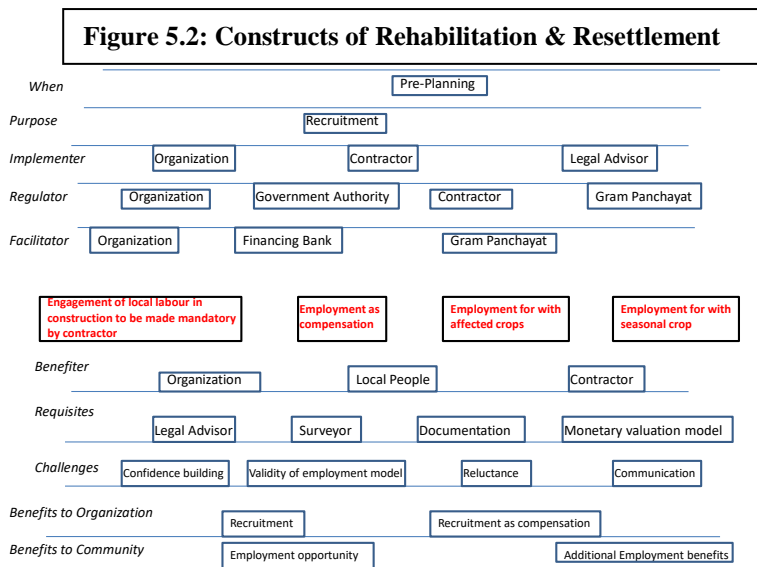 Figure 5.2: Constructs of Rehabilitation & Resettlement
When Pre-Planning
Purpose Recruitment
Implementer Organization Contractor Legal Advisor
Regulator Organization Government Authority Contractor Gram Panchayat
Facilitator Organization Financing Bank Gram Panchayat
Engagement of local labour in
construction to be made mandatory
by contractor
Employment as
compensation
Employment for with
affected crops
Employment for with
seasonal crop
Benefiter Organization Local People Contractor
Requisites Legal Advisor Surveyor Documentation Monetary valuation model
Challenges Confidence building Validity of employment model Reluctance Communication
Benefits to Organization Recruitment Recruitment as compensation
Benefits to Community Employment opportunity Additional Employment benefits